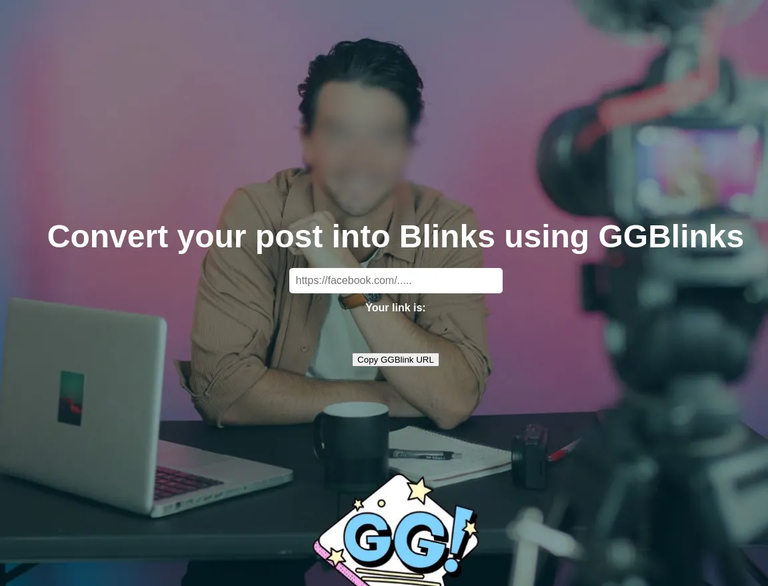 Convert your post into Blinks using GGBlinks
https://facebook.com/.....
Your link is:
Copy GGBlink URL
GG!